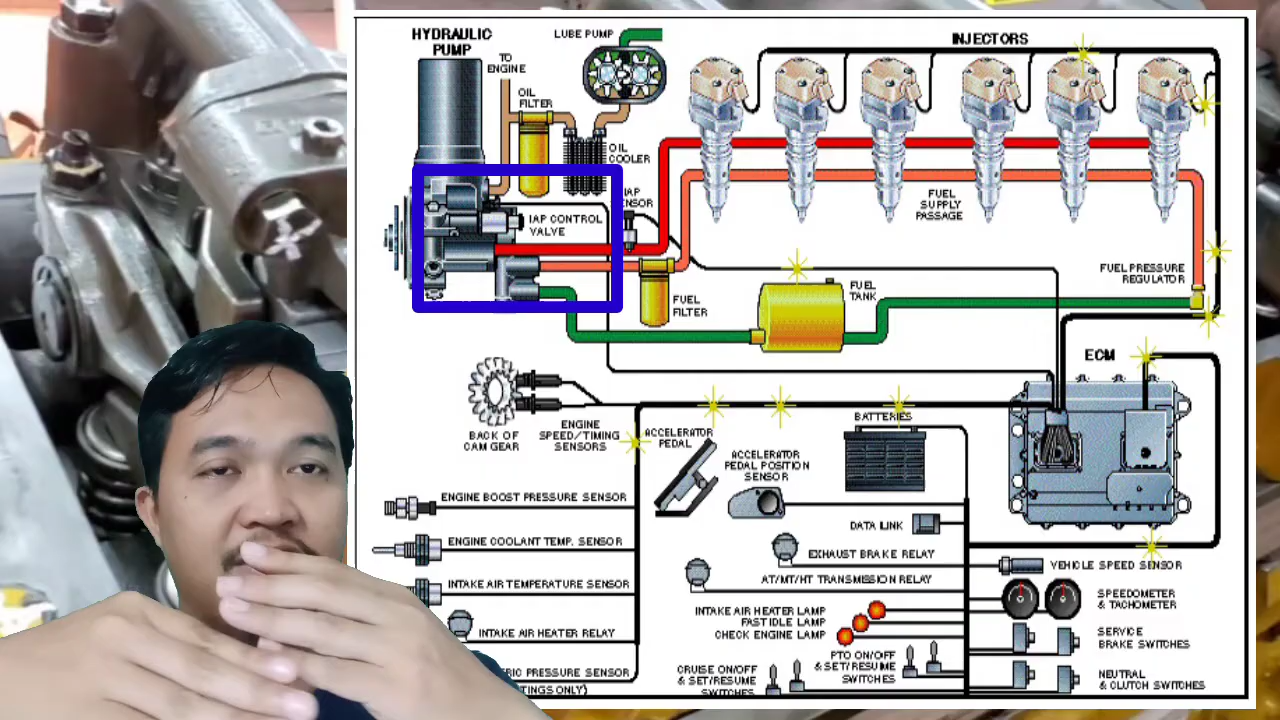 HYDRAULIC
PUMP
TO
ENGINE
LUBE PUMP
OIL
FILTER
OIL
COOLER
INJECTORS
IAP CONTROL
VALVE
FUEL
SUPPLY
PASSAGE
FUEL PRESSURE
REGULATOR
FUEL
TANK
FUEL
FILTER
ECM
BACK OF
CAM GEAR
ENGINE
SPEED/TIMING
SENSORS
ACCELERATOR
PEDAL
ACCELERATOR
PEDAL POSITION
SENSOR
BATTERIES
ENGINE BOOST PRESSURE SENSOR
DATA LINK
ENGINE COOLANT TEMP. SENSOR
EXHAUST BRAKE RELAY
VEHICLE SPEED SENSOR
INTAKE AIR TEMPERATURE SENSOR
AT/MT/HT TRANSMISSION RELAY
SPEEDOMETER
& TACHOMETER
INTAKE AIR HEATER RELAY
INTAKE AIR HEATER LAMP
FAST IDLE LAMP
CHECK ENGINE LAMP
SERVICE
BRAKE SWITCHES
PRESSURE SENSOR
CRUISE ON/OFF
& SET/RESUME
SWITCHES
PTO ON/OFF
& SET/RESUME
SWITCHES
NEUTRAL
& CLUTCH SWITCHES
ONLY)